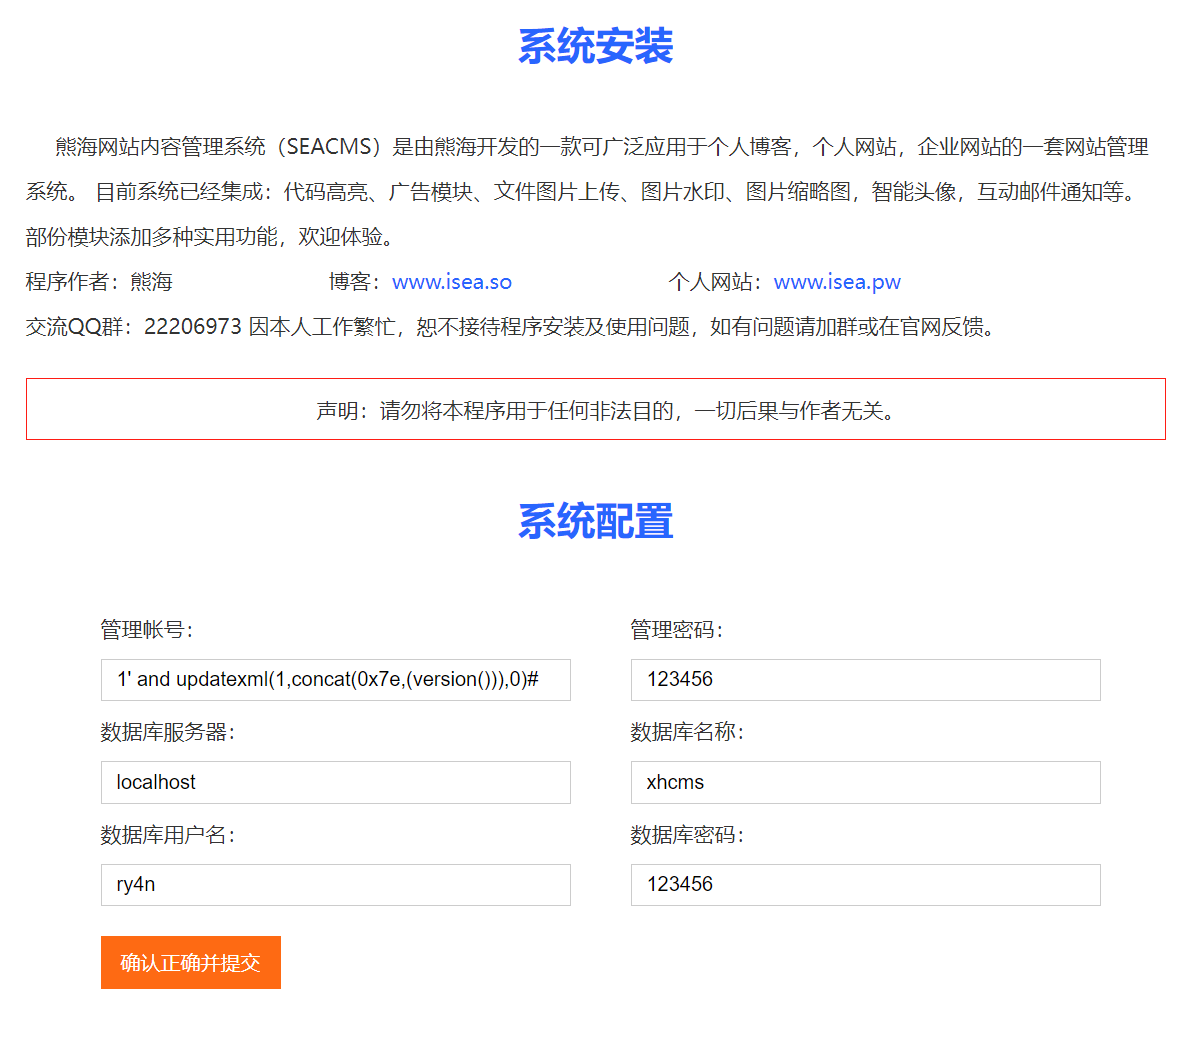 系统安装
熊海网站内容管理系统（SEACMS）是由熊海开发的一款可广泛应用于个人博客，个人网站，企业网站的一套网站管理
系统。 目前系统已经集成：代码高亮、广告模块、文件图片上传、图片水印、图片缩略图，智能头像，互动邮件通知等。
部份模块添加多种实用功能，欢迎体验。
程序作者：熊海 博客：www.isea.so 个人网站：www.isea.pw
交流QQ群：22206973 因本人工作繁忙，恕不接待程序安装及使用问题，如有问题请加群或在官网反馈。
声明：请勿将本程序用于任何非法目的，一切后果与作者无关。
系统配置
管理帐号： 管理密码：
1' and updatexml(1,concat(0x7e,(version())),0)# 123456
数据库服务器： 数据库名称：
localhost xhcms
数据库用户名： 数据库密码：
ry4n 123456
确认正确并提交